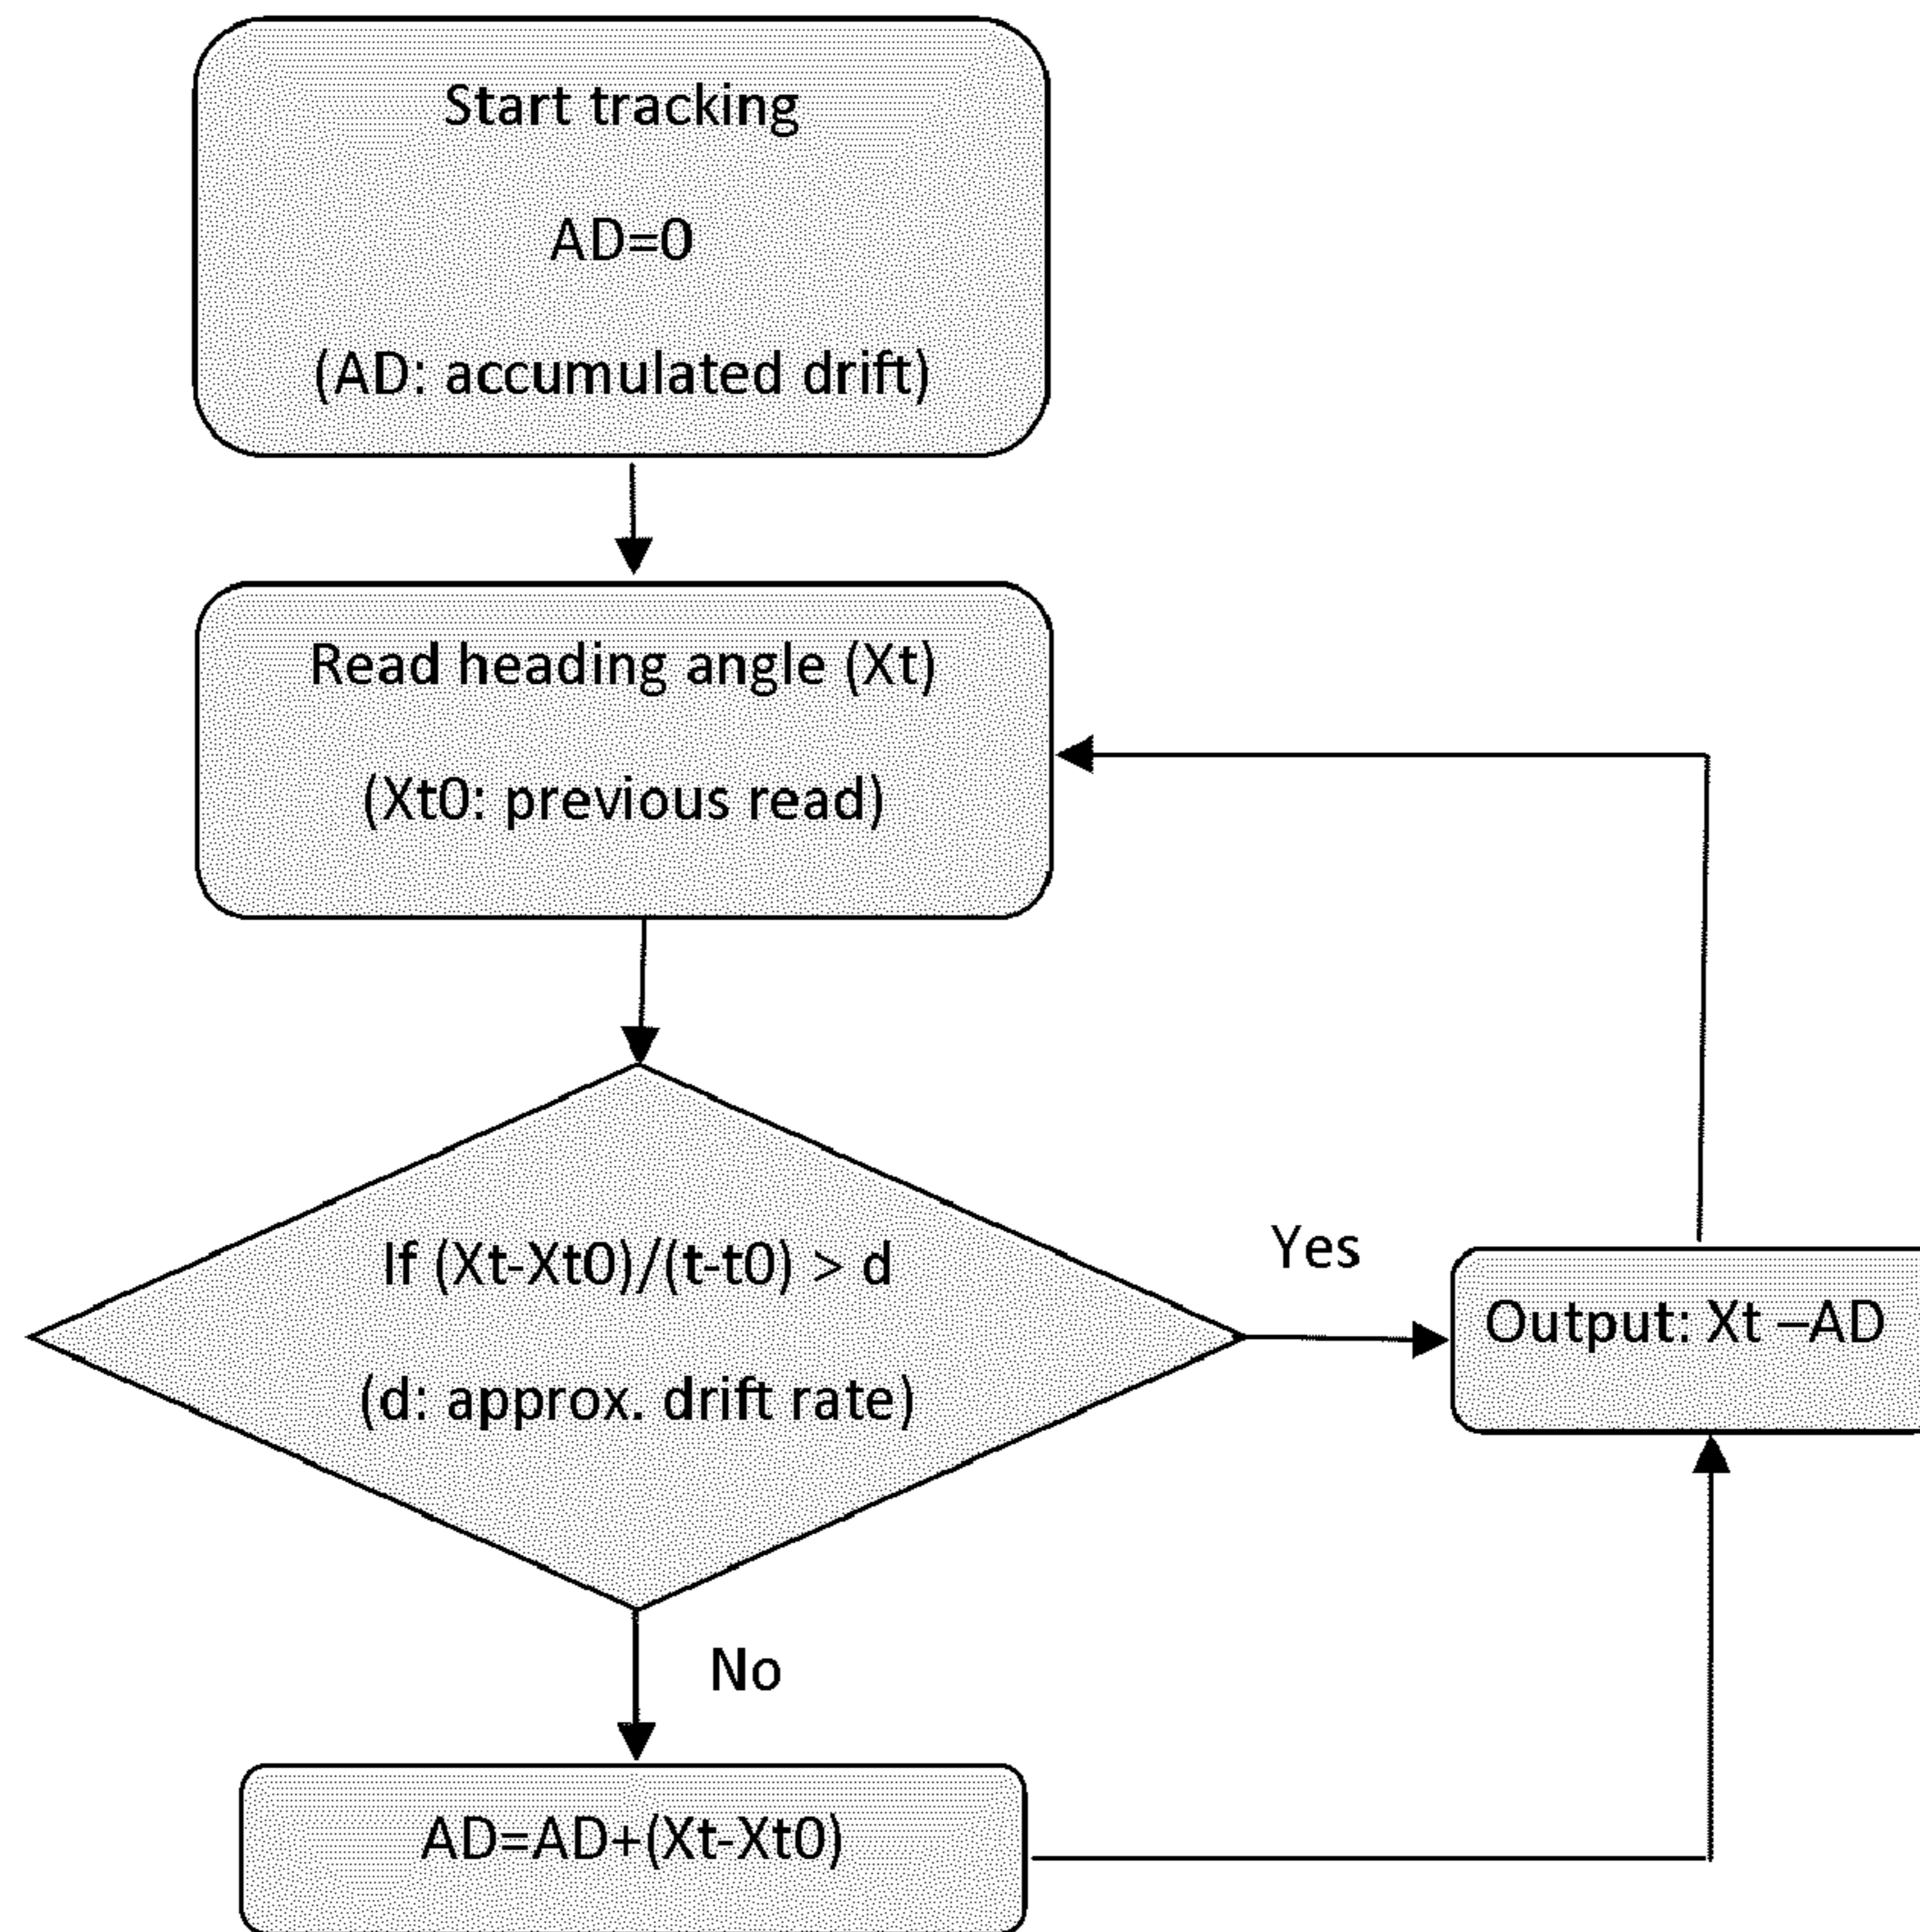 Start tracking
AD=0
(AD: accumulated drift)
Read heading angle (Xt)
(Xt0: previous read)
If (Xt-Xt0)/(t-t0) > d
(d: approx. drift rate)
Yes
Output: Xt –AD
No
AD=AD+(Xt-Xt0)